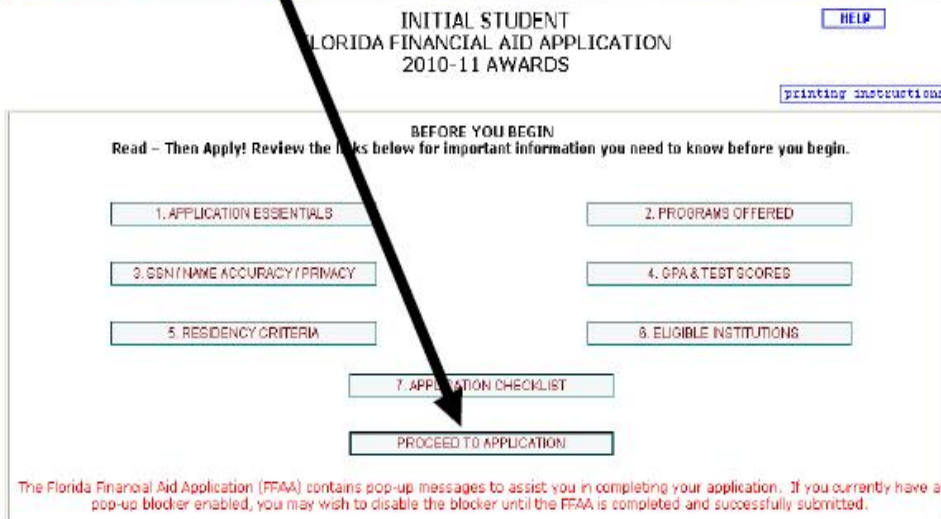 INITIAL STUDENT
HELP
FLORIDA FINANCIAL AID APPLICATION
2010-11 AWARDS
printing instructions
BEFORE YOU BEGIN
Read – Then Apply! Review the links below for important information you need to know before you begin.
1. APPLICATION ESSENTIALS
2. PROGRAMS OFFERED
3. SSN / NAME ACCURACY / PRIVACY
4. GPA & TEST SCORES
5. RESIDENCY CRITERIA
6. ELIGIBLE INSTITUTIONS
7. APPLICATION CHECKLIST
PROCEED TO APPLICATION
The Florida Financial Aid Application (FFAA) contains pop-up messages to assist you in completing your application. If you currently have a
pop-up blocker enabled, you may wish to disable the blocker until the FFAA is completed and successfully submitted.